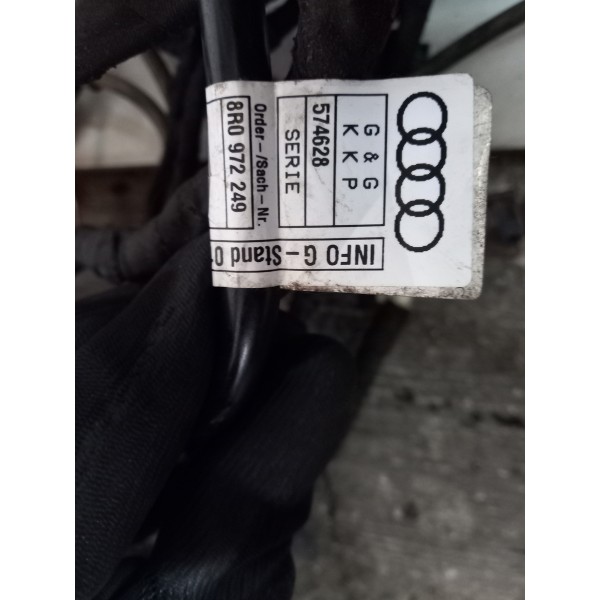 G & G
K K P
574628
SERIE
Order-/Sach-Nr.
8R0 972 249
INFO G-Stand